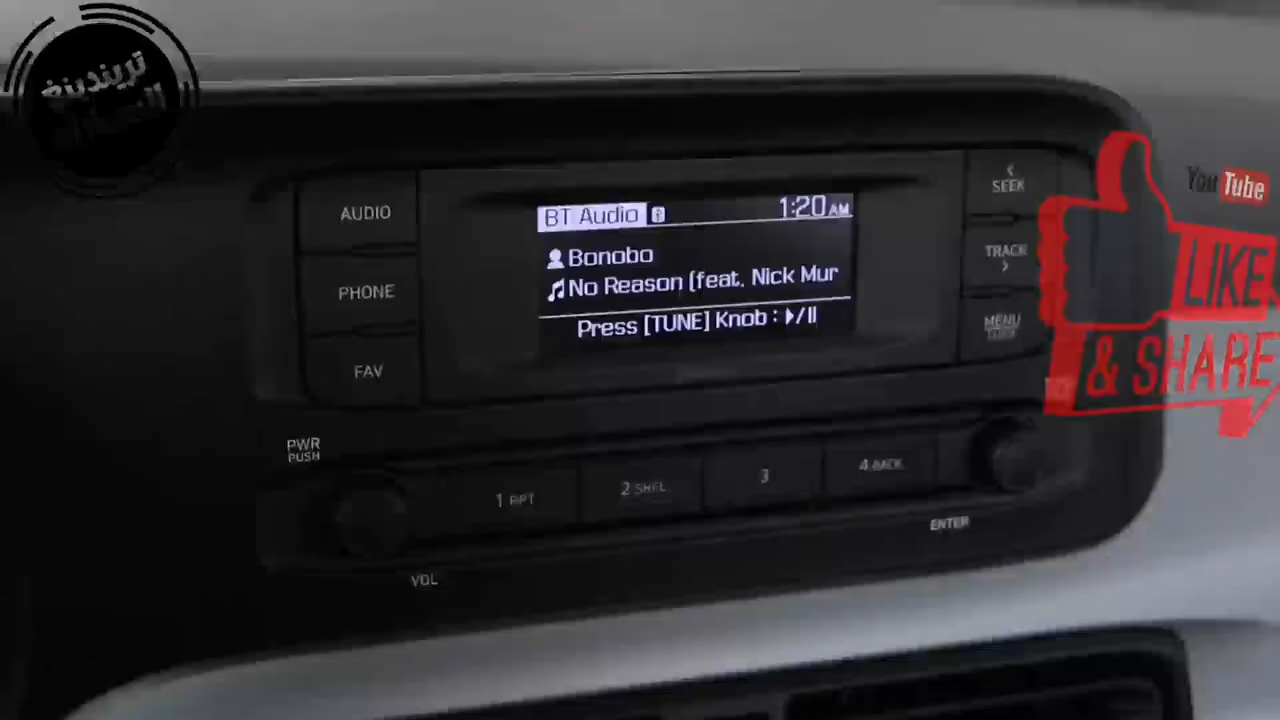 تريندينغ
You Tube
AUDIO
PHONE
FAV
BT Audio
1:20 AM
Bonobo
No Reason (feat. Nick Mur
Press [TUNE] Knob :
SEEK
TRACK
MENU
LIKE
& SHARE
PWR
PUSH
VOL
1 RPT
2 SHFL
3
4 BACK
ENTER